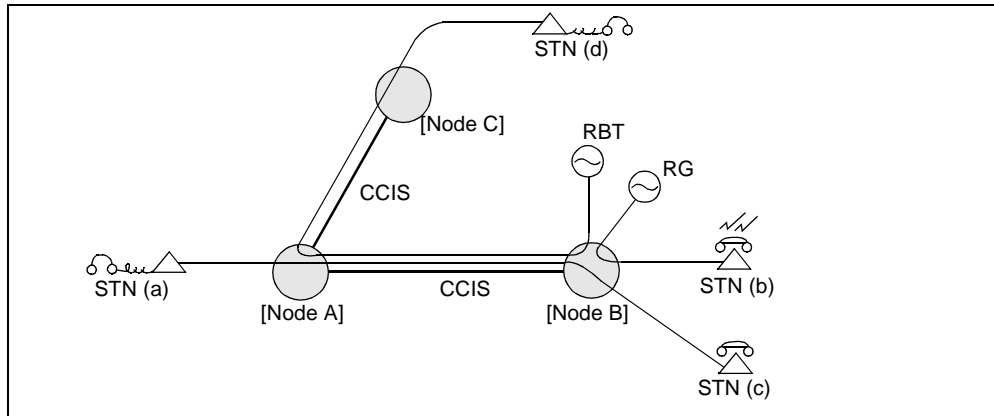 STN (d)
[Node C]
RBT
RG
CCIS
STN (a)
CCIS
STN (b)
[Node A]
[Node B]
STN (c)